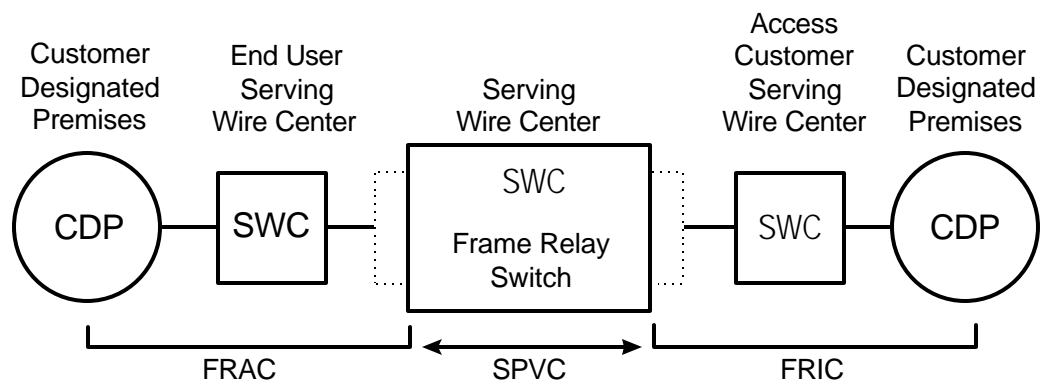 Customer
Designated
Premises
End User
Serving
Wire Center
Serving
Wire Center
Access
Customer
Serving
Wire Center
Customer
Designated
Premises
CDP
SWC
SWC
Frame Relay
Switch
SWC
CDP
FRAC
SPVC
FRIC